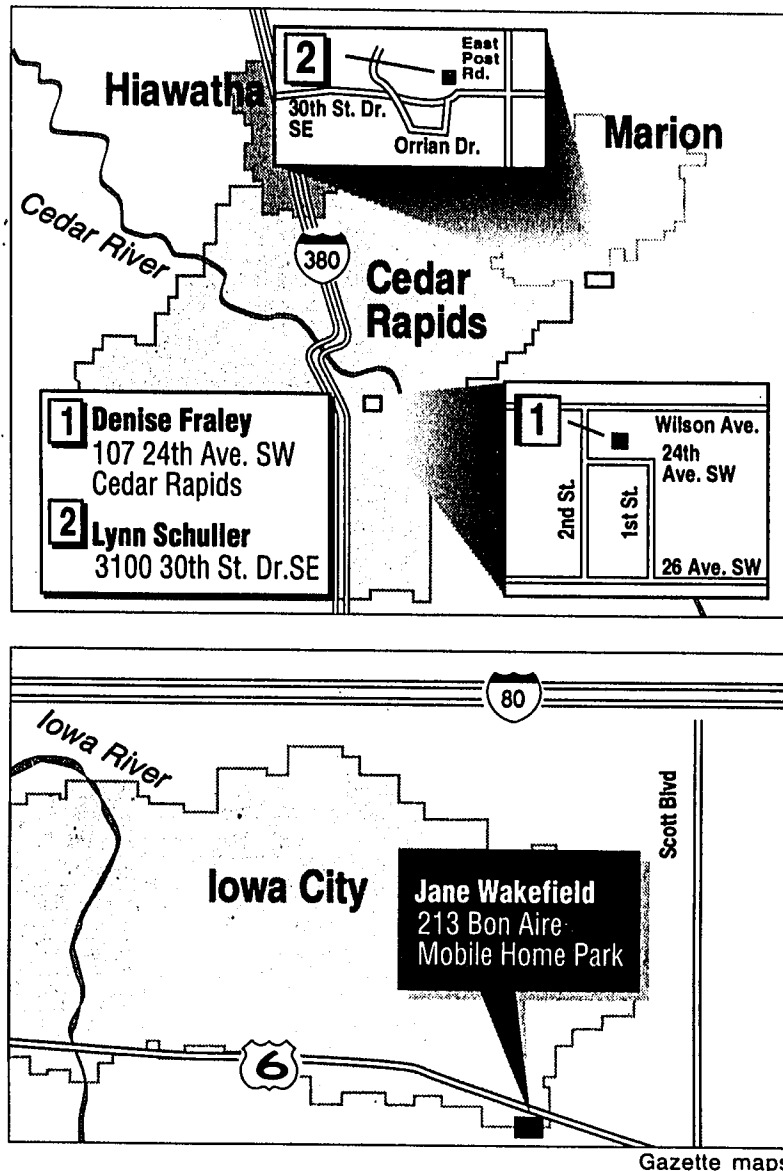 Hiawatha
2
East
Post
Rd.
30th St. Dr.
SE
Orrian Dr.
Marion
Cedar River
380
Cedar
Rapids
1 Denise Fraley
107 24th Ave. SW
Cedar Rapids
2 Lynn Schuller
3100 30th St. Dr.SE
1
Wilson Ave.
24th
Ave. SW
2nd St.
1st St.
26 Ave. SW
80
Iowa River
Scott Blvd
Iowa City
Jane Wakefield
213 Bon Aire
Mobile Home Park
6
Gazette maps